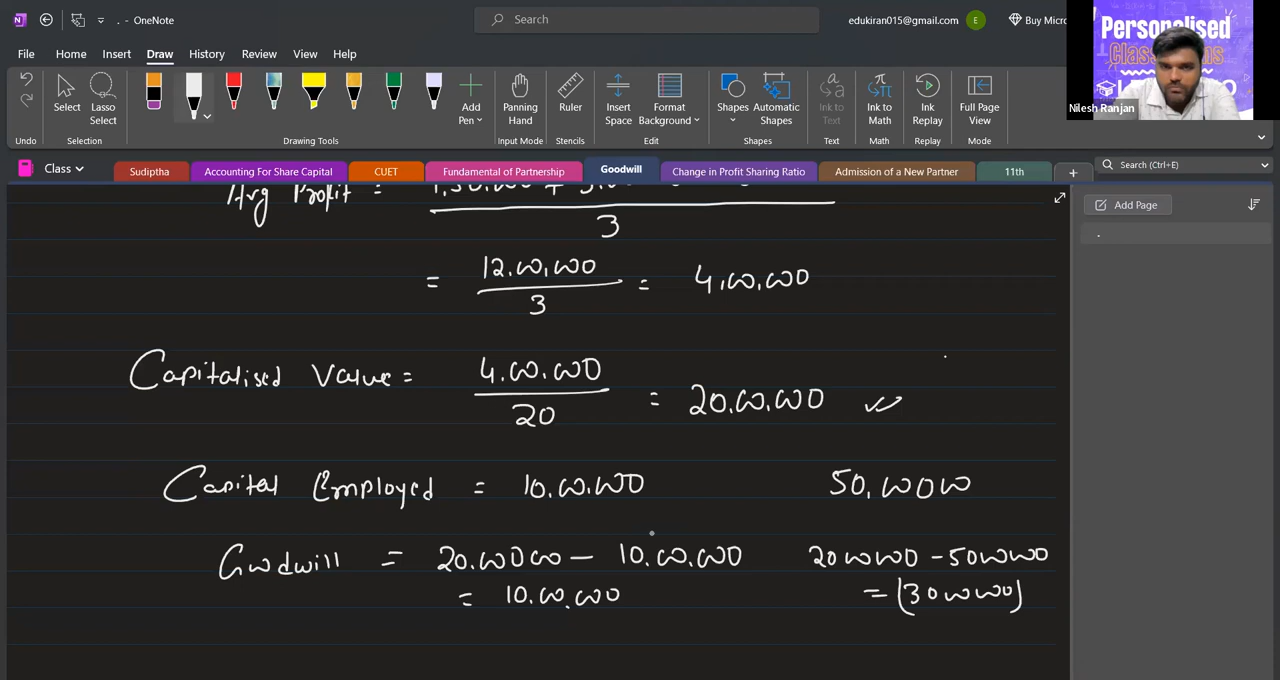 . - OneNote
Search
edukiran015@gmail.com E
Buy Micro
Personalised
Nilesh Ranjan
File Home Insert Draw History Review View Help
Undo
Select
Lasso Select
Add Pen
Panning Hand
Ruler
Insert Space
Format Background
Shapes
Automatic Shapes
Ink to Text
Ink to Math
Ink Replay
Full Page View
Selection Drawing Tools Input Mode Stencils Edit Shapes Text Math Replay Mode
Class Sudiptha Accounting For Share Capital CUET Fundamental of Partnership Goodwill Change in Profit Sharing Ratio Admission of a New Partner 11th + Search (Ctrl+E)
Add Page
.
Avg Profit =
3
= 12,00,000 / 3 = 4,00,000
Capitalised Value = 4,00,000 / 20 = 20,00,000 ✓
Capital Employed = 10,00,000 50,00000
Goodwill = 20,00000 – 10,00,000 2000000 – 5000000
= 10,00,000 = (3000000)